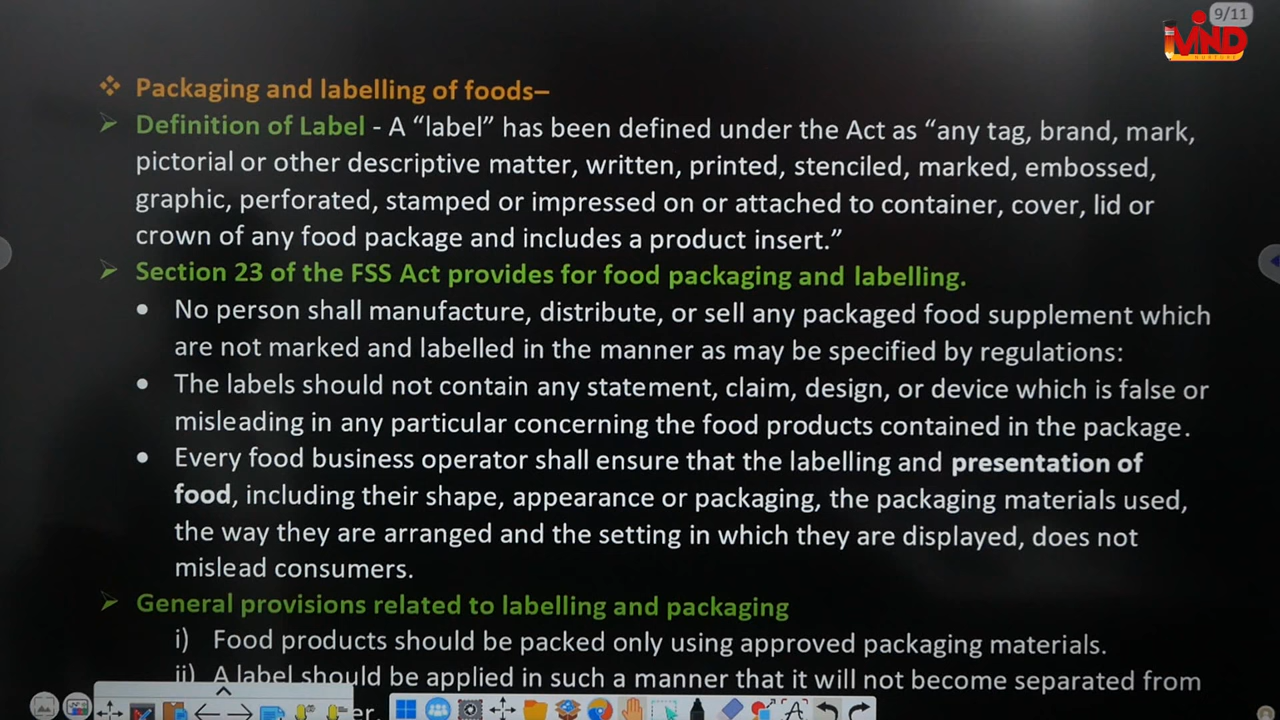 9/11
MIND
❖ Packaging and labelling of foods–
➤ Definition of Label - A “label” has been defined under the Act as “any tag, brand, mark,
pictorial or other descriptive matter, written, printed, stenciled, marked, embossed,
graphic, perforated, stamped or impressed on or attached to container, cover, lid or
crown of any food package and includes a product insert.”
➤ Section 23 of the FSS Act provides for food packaging and labelling.
• No person shall manufacture, distribute, or sell any packaged food supplement which
are not marked and labelled in the manner as may be specified by regulations:
• The labels should not contain any statement, claim, design, or device which is false or
misleading in any particular concerning the food products contained in the package.
• Every food business operator shall ensure that the labelling and presentation of
food, including their shape, appearance or packaging, the packaging materials used,
the way they are arranged and the setting in which they are displayed, does not
mislead consumers.
➤ General provisions related to labelling and packaging
i) Food products should be packed only using approved packaging materials.
ii) A label should be applied in such a manner that it will not become separated from
er.